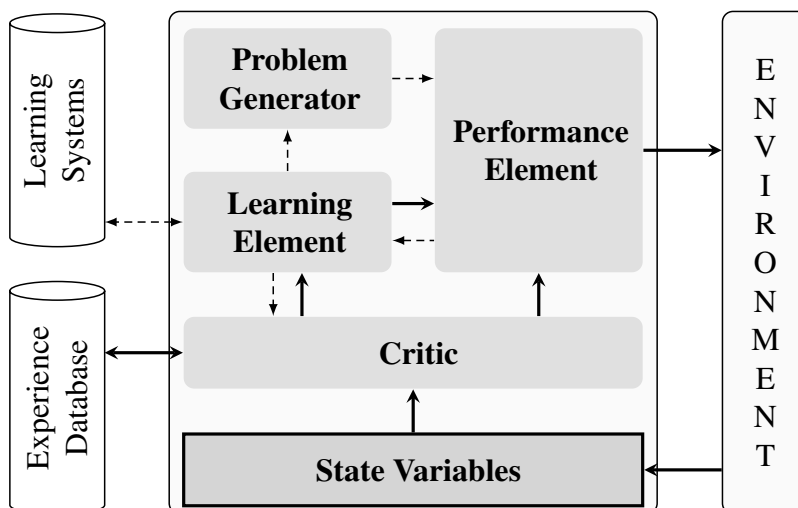 Learning
Systems
Problem
Generator
Performance
Element
Learning
Element
Experience
Database
Critic
State Variables
E
N
V
I
R
O
N
M
E
N
T